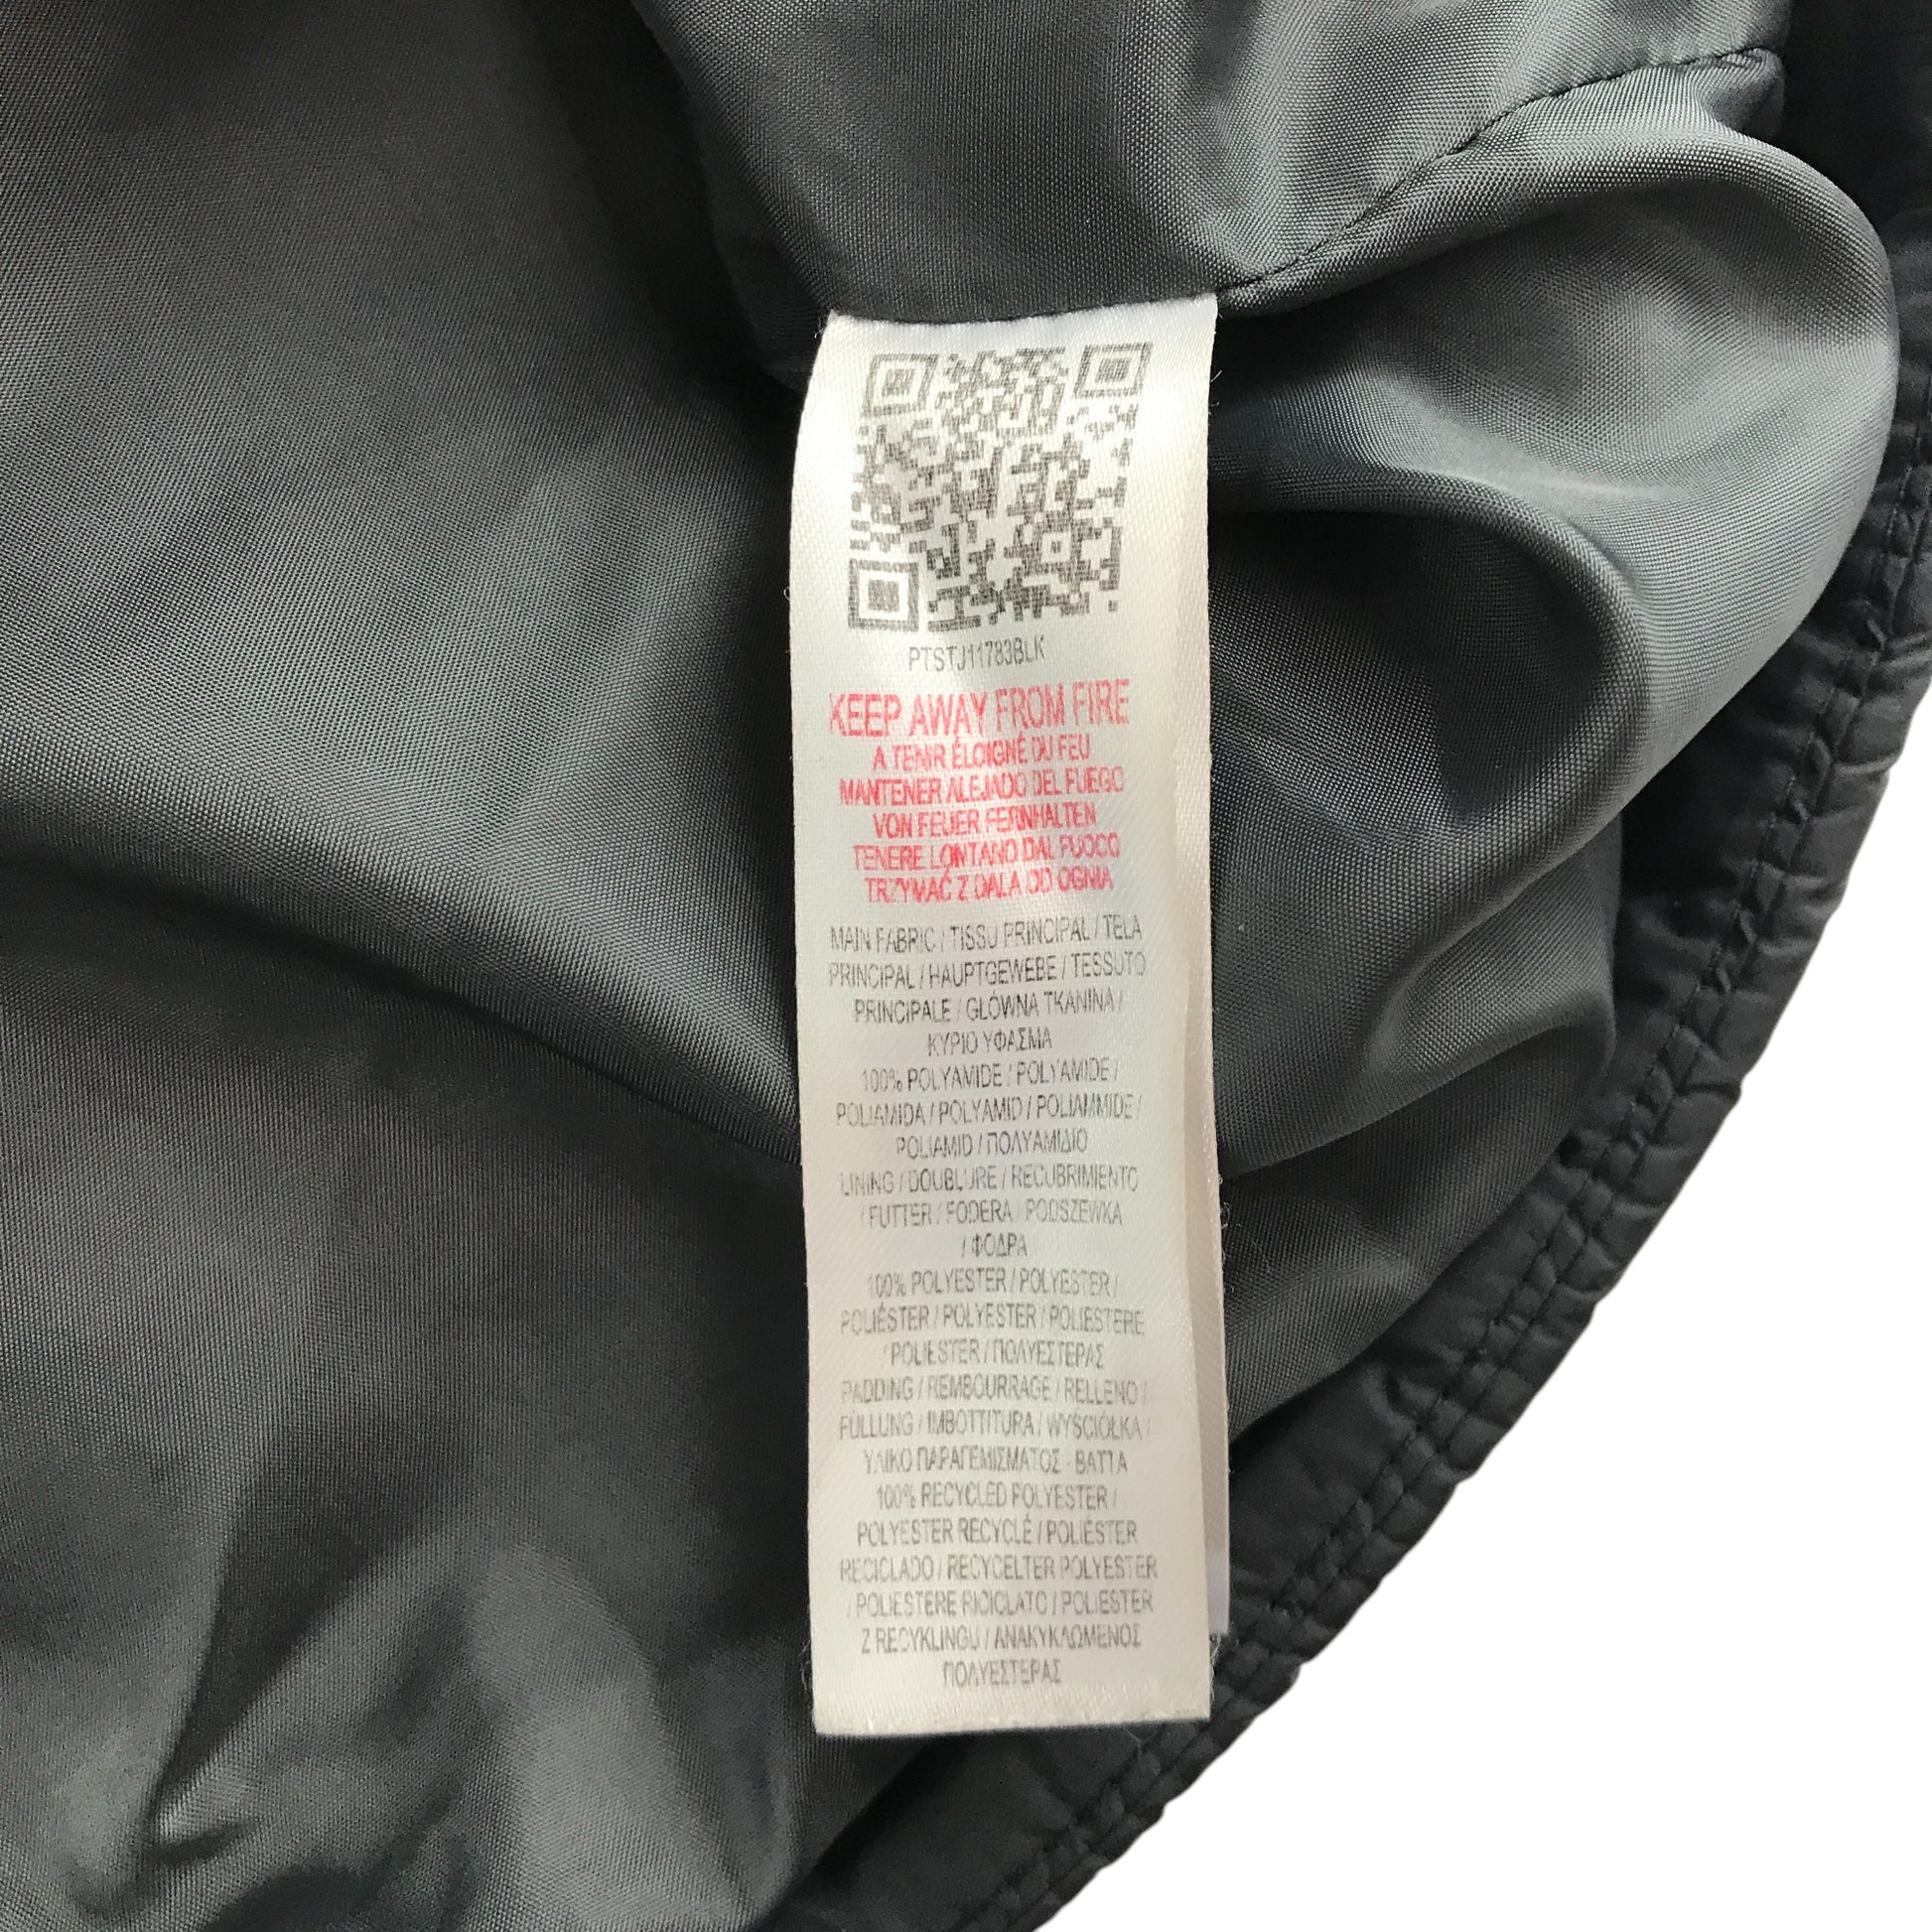 PTSTJ11783BLK
KEEP AWAY FROM FIRE
A TENIR ÉLOIGNÉ DU FEU
MANTENER ALEJADO DEL FUEGO
VON FEUER FERNHALTEN
TENERE LONTANO DAL FUOCO
TRZYMAĆ Z DALA OD OGNIA
MAIN FABRIC / TISSU PRINCIPAL / TELA
PRINCIPAL / HAUPTGEWEBE / TESSUTO
PRINCIPALE / GLÓWNA TKANINA /
ΚΥΡΙΟ ΥΦΑΣΜΑ
100% POLYAMIDE / POLYAMIDE /
POLIAMIDA / POLYAMID / POLIAMMIDE /
POLIAMID / ΠΟΛΥΑΜΙΔΙΟ
LINING / DOUBLURE / RECUBRIMIENTO
/ FUTTER / FODERA / PODSZEWKA
/ ΦΟΔΡΑ
100% POLYESTER / POLYESTER /
POLIÉSTER / POLYESTER / POLIESTERE
/ POLIESTER / ΠΟΛΥΕΣΤΕΡΑΣ
PADDING / REMBOURRAGE / RELLENO /
FÜLLUNG / IMBOTTITURA / WYŚCIÓŁKA /
ΥΛΙΚΟ ΠΑΡΑΓΕΜΙΣΜΑΤΟΣ - ΒΑΤΤΑ
100% RECYCLED POLYESTER /
POLYESTER RECYCLÉ / POLIÉSTER
RECICLADO / RECYCELTER POLYESTER
/ POLIESTERE RICICLATO / POLIESTER
Z RECYKLINGU / ΑΝΑΚΥΚΛΩΜΕΝΟΣ
ΠΟΛΥΕΣΤΕΡΑΣ